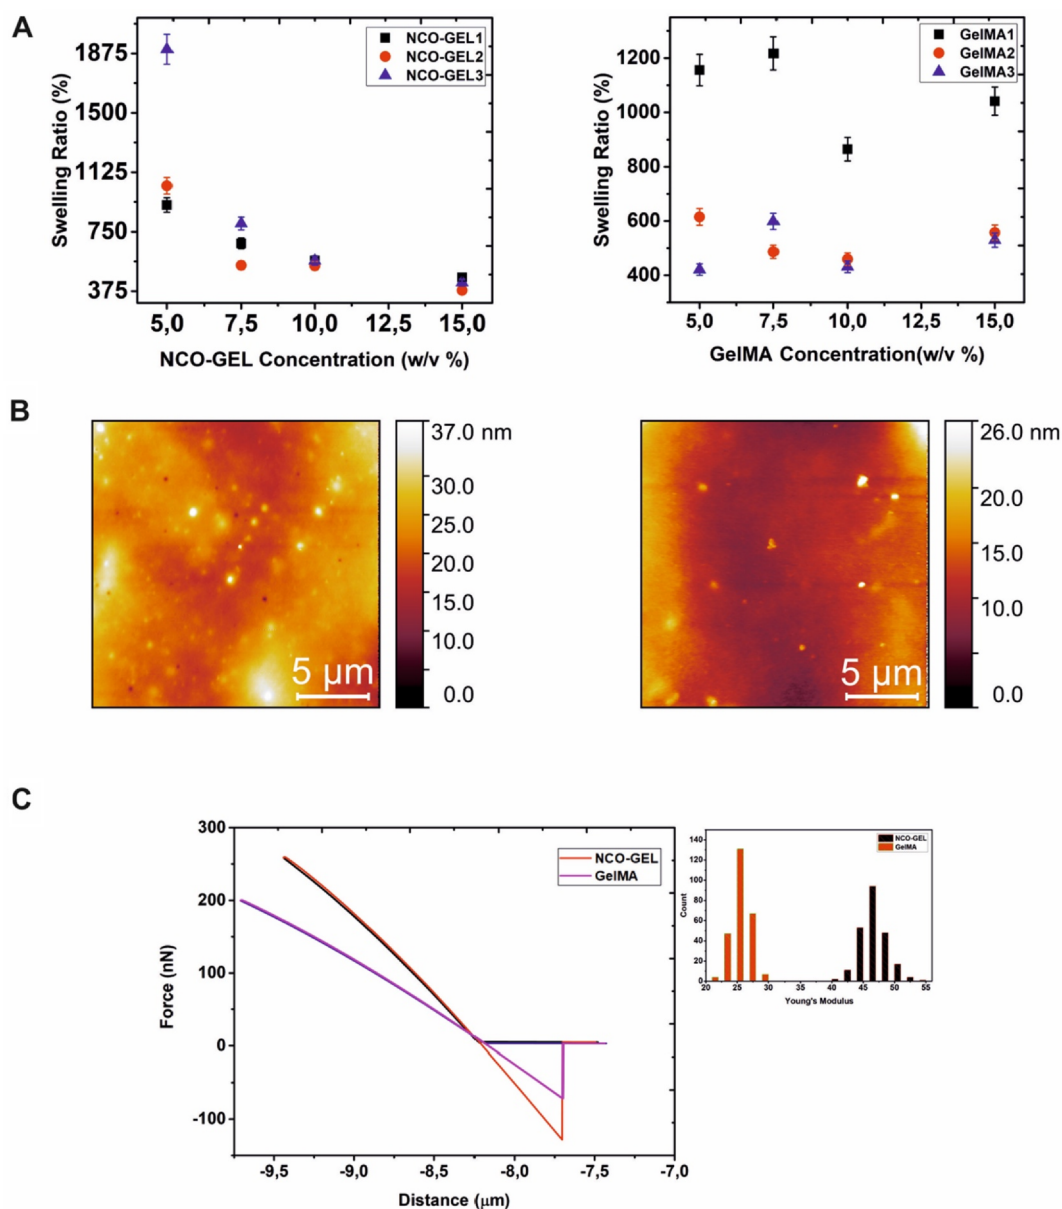 A
Swelling Ratio (%)
1875
1500
1125
750
375
NCO-GEL1
NCO-GEL2
NCO-GEL3
5,0 7,5 10,0 12,5 15,0
NCO-GEL Concentration (w/v %)
Swelling Ratio (%)
1200
1000
800
600
400
GelMA1
GelMA2
GelMA3
5,0 7,5 10,0 12,5 15,0
GelMA Concentration(w/v %)
B
5 µm
37.0 nm
30.0
25.0
20.0
15.0
10.0
0.0
5 µm
26.0 nm
20.0
15.0
10.0
0.0
C
Force (nN)
300
200
100
0
-100
NCO-GEL
GelMA
-9,5 -9,0 -8,5 -8,0 -7,5 -7,0
Distance (µm)
Count
140
120
100
80
60
40
20
0
NCO-GEL
GelMA
20 25 30 35 40 45 50 55
Young's Modulus